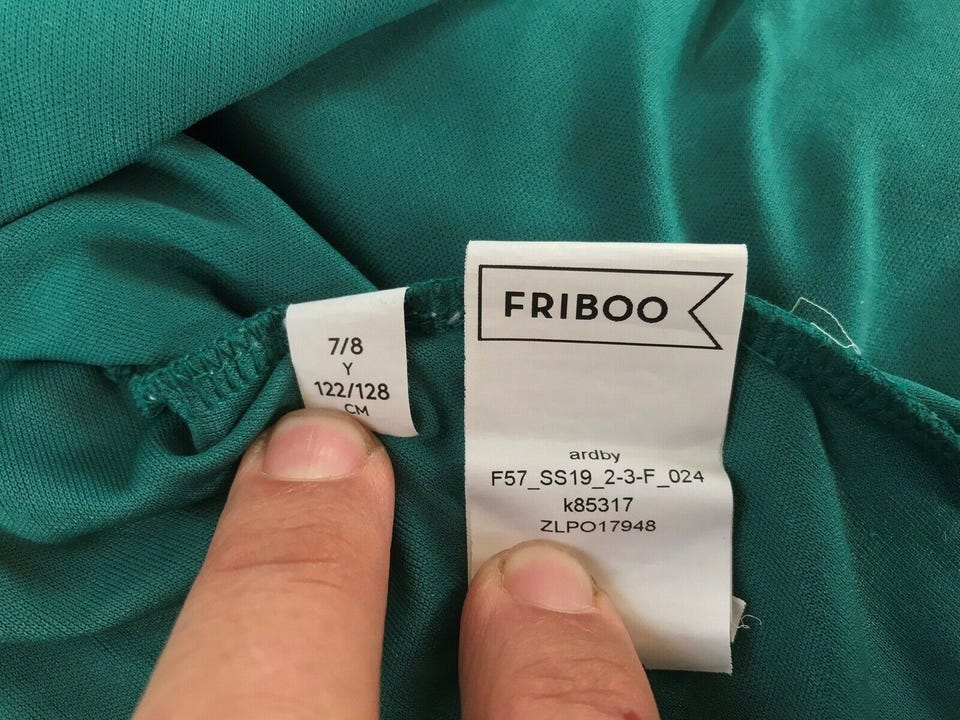 7/8
Y
122/128
CM
FRIBOO
ardby
F57_SS19_2-3-F_024
k85317
ZLPO17948